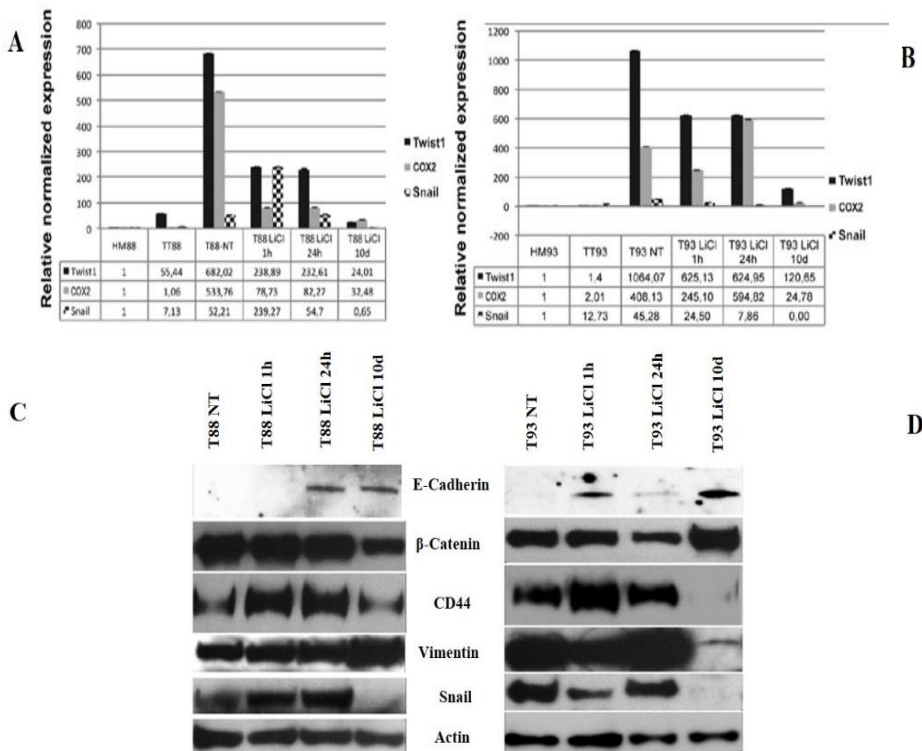 A
Relative normalized expression
800
700
600
500
400
300
200
100
0
Twist1
COX2
Snail
HM88 TT88 T88-NT T88 LiCl 1h T88 LiCl 24h T88 LiCl 10d
Twist1 1 55,44 682,02 238,89 232,61 24,01
COX2 1 1,06 533,76 78,73 82,27 32,48
Snail 1 7,13 52,21 239,27 54,7 0,65
B
Relative normalized expression
1200
1000
800
600
400
200
0
-200
Twist1
COX2
Snail
HM93 TT93 T93 NT T93 LiCl 1h T93 LiCl 24h T93 LiCl 10d
Twist1 1 1,4 1064,07 625,13 624,95 120,65
COX2 1 2,01 408,13 245,10 594,82 24,78
Snail 1 12,73 45,28 24,50 7,86 0,00
C
T88 NT
T88 LiCl 1h
T88 LiCl 24h
T88 LiCl 10d
T93 NT
T93 LiCl 1h
T93 LiCl 24h
T93 LiCl 10d
D
E-Cadherin
β-Catenin
CD44
Vimentin
Snail
Actin